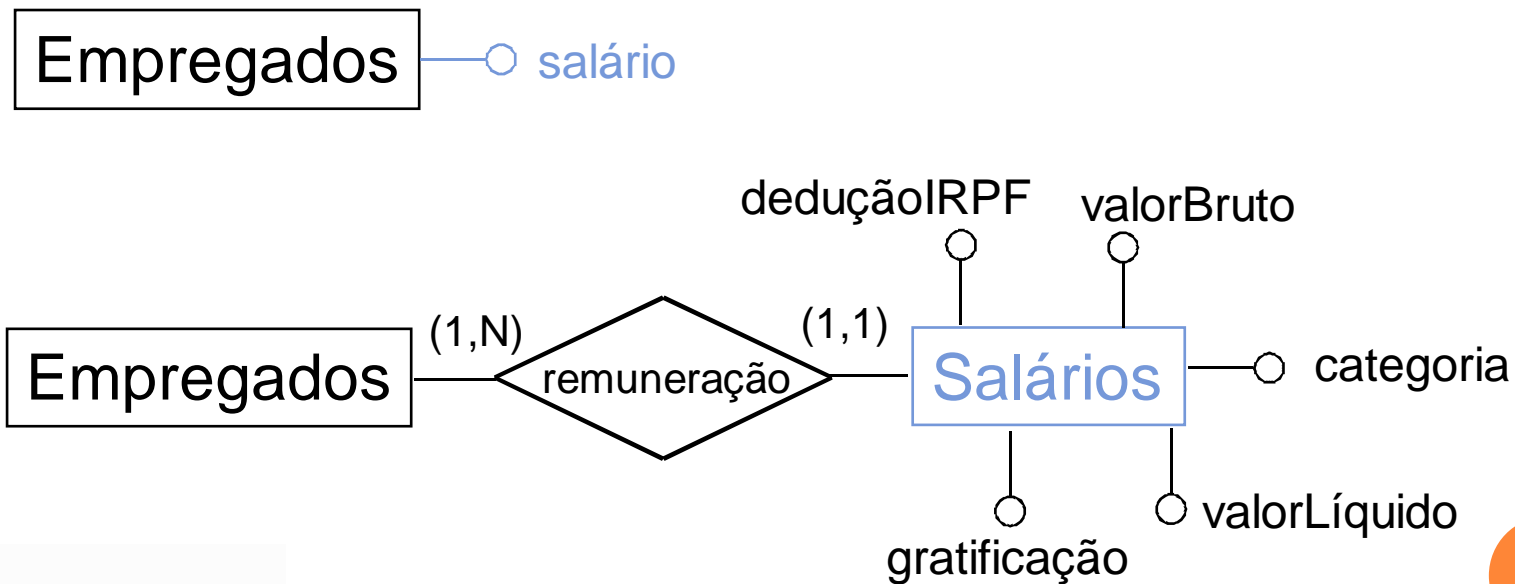 Empregados
salário
deduçãoIRPF
valorBruto
(1,N)
(1,1)
Empregados
remuneração
Salários
categoria
valorLíquido
gratificação